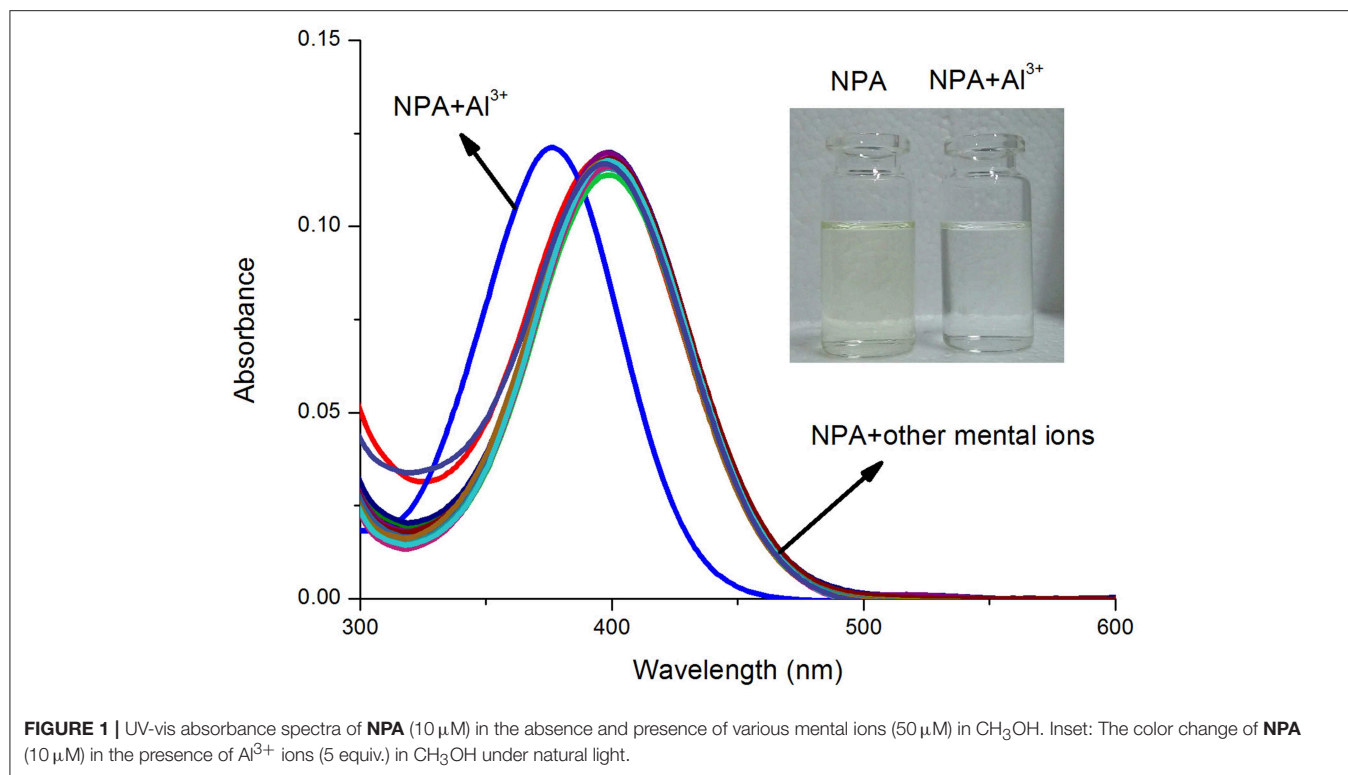 0.15
0.10
0.05
0.00
Absorbance
300
400
500
600
Wavelength (nm)
NPA+Al³⁺
NPA
NPA+Al³⁺
NPA+other mental ions
FIGURE 1 | UV-vis absorbance spectra of NPA (10 μM) in the absence and presence of various mental ions (50 μM) in CH₃OH. Inset: The color change of NPA
(10 μM) in the presence of Al³⁺ ions (5 equiv.) in CH₃OH under natural light.